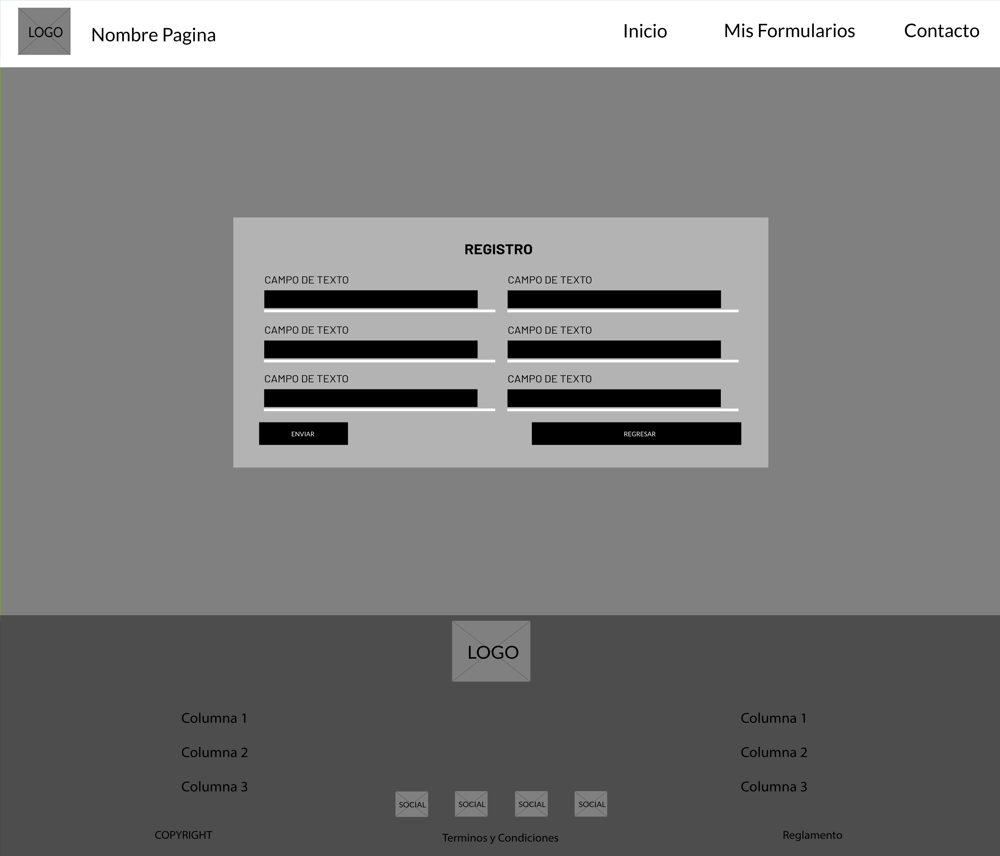 LOGO
Nombre Pagina
Inicio
Mis Formularios
Contacto
REGISTRO
CAMPO DE TEXTO
CAMPO DE TEXTO
CAMPO DE TEXTO
CAMPO DE TEXTO
CAMPO DE TEXTO
CAMPO DE TEXTO
ENVIAR
REGRESAR
LOGO
Columna 1
Columna 2
Columna 3
Columna 1
Columna 2
Columna 3
SOCIAL
SOCIAL
SOCIAL
SOCIAL
COPYRIGHT
Terminos y Condiciones
Reglamento